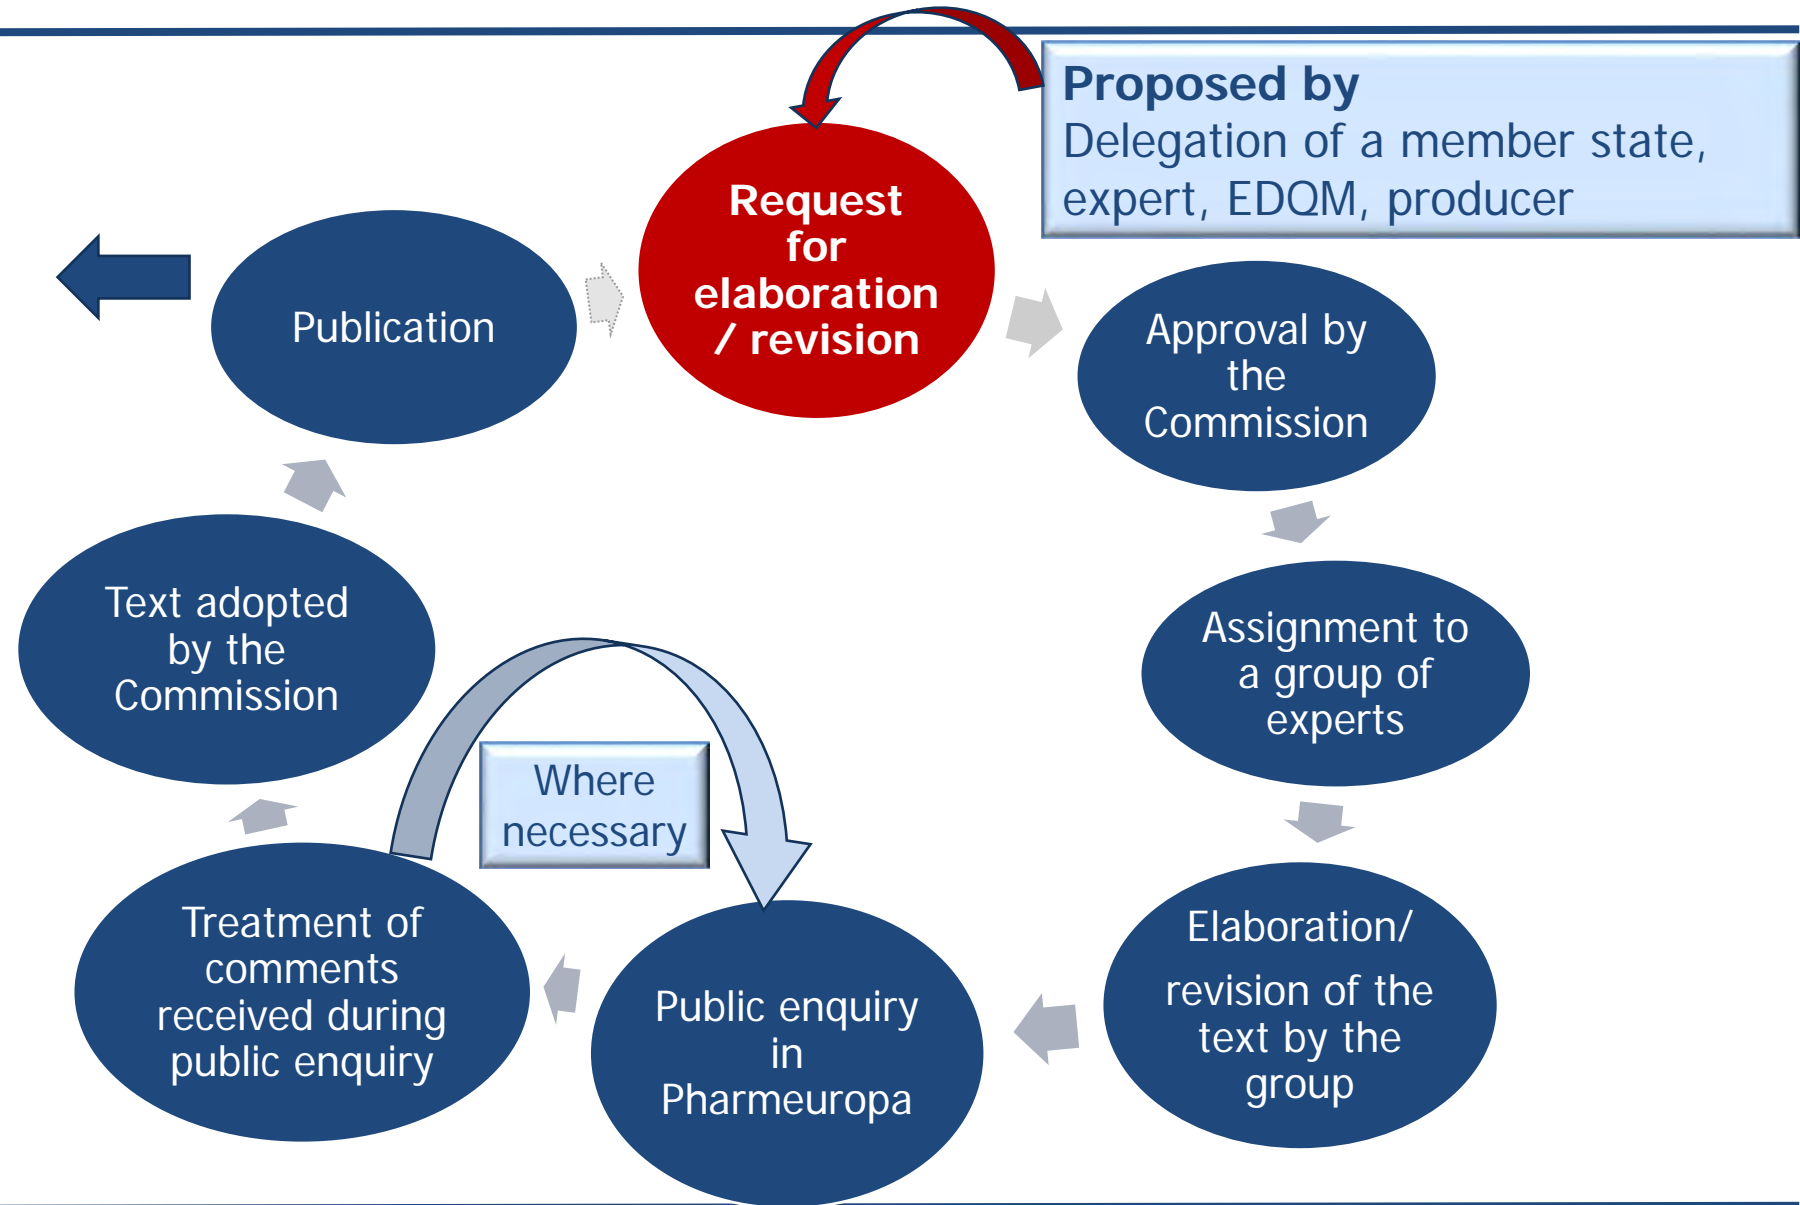 Proposed by
Delegation of a member state,
expert, EDQM, producer
Request
for
elaboration
/ revision
Approval by
the
Commission
Assignment to
a group of
experts
Elaboration/
revision of the
text by the
group
Public enquiry
in
Pharmeuropa
Where
necessary
Treatment of
comments
received during
public enquiry
Text adopted
by the
Commission
Publication